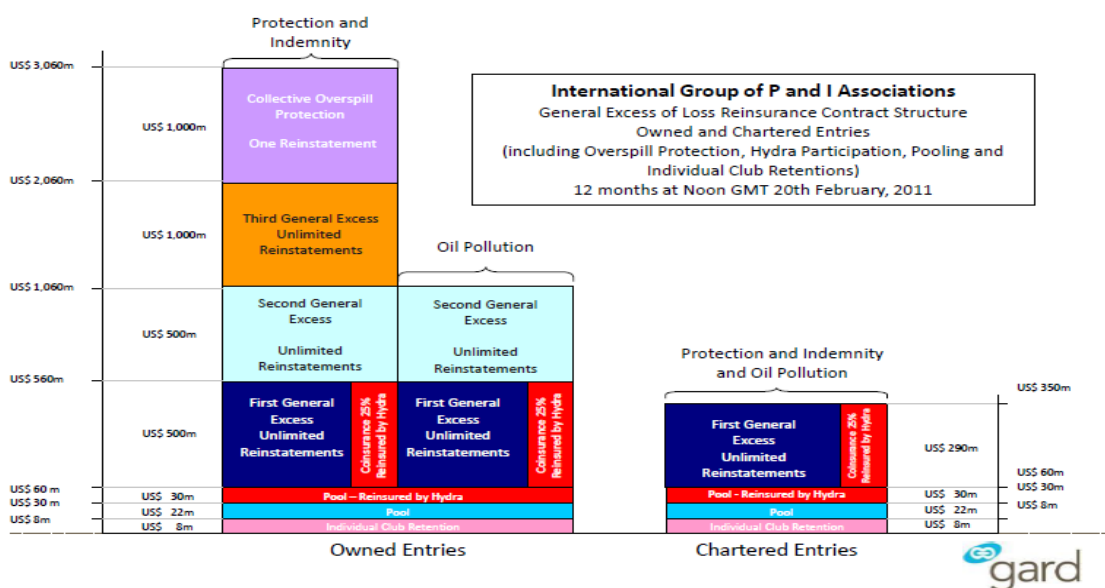 Protection and
Indemnity
US$ 3,060m
Collective Overspill
Protection
One Reinstatement
US$ 1,000m
US$ 2,060m
International Group of P and I Associations
General Excess of Loss Reinsurance Contract Structure
Owned and Chartered Entries
(including Overspill Protection, Hydra Participation, Pooling and
Individual Club Retentions)
12 months at Noon GMT 20th February, 2011
Third General Excess
Unlimited
Reinstatements
US$ 1,000m
Oil Pollution
US$ 1,060m
Second General
Excess
Unlimited
Reinstatements
Second General
Excess
Unlimited
Reinstatements
US$ 500m
US$ 560m
Protection and Indemnity
and Oil Pollution
US$ 350m
First General
Excess
Unlimited
Reinstatements
Coinsurance 25%
Reinsured by Hydra
First General
Excess
Unlimited
Reinstatements
Coinsurance 25%
Reinsured by Hydra
US$ 500m
First General
Excess
Unlimited
Reinstatements
Coinsurance 25%
Reinsured by Hydra
US$ 290m
US$ 60m
US$ 60 m
US$ 30 m
US$ 8m
US$ 30m
US$ 22m
US$ 8m
Pool – Reinsured by Hydra
Pool
Individual Club Retention
Pool - Reinsured by Hydra
Pool
Individual Club Retention
US$ 30m
US$ 22m
US$ 8m
US$ 30m
US$ 8m
Owned Entries
Chartered Entries
gard